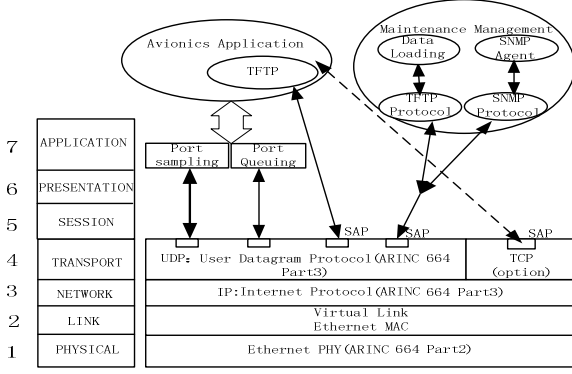 Avionics Application
TFTP
Maintenance Management
Data
Loading
SNMP
Agent
TFTP
Protocol
SNMP
Protocol
7
APPLICATION
Port
sampling
Port
Queuing
6
PRESENTATION
5
SESSION
SAP
SAP
SAP
4
TRANSPORT
UDP: User Datagram Protocol(ARINC 664
Part3)
TCP
(option)
3
NETWORK
IP:Internet Protocol(ARINC 664 Part3)
2
LINK
Virtual Link
Ethernet MAC
1
PHYSICAL
Ethernet PHY(ARINC 664 Part2)